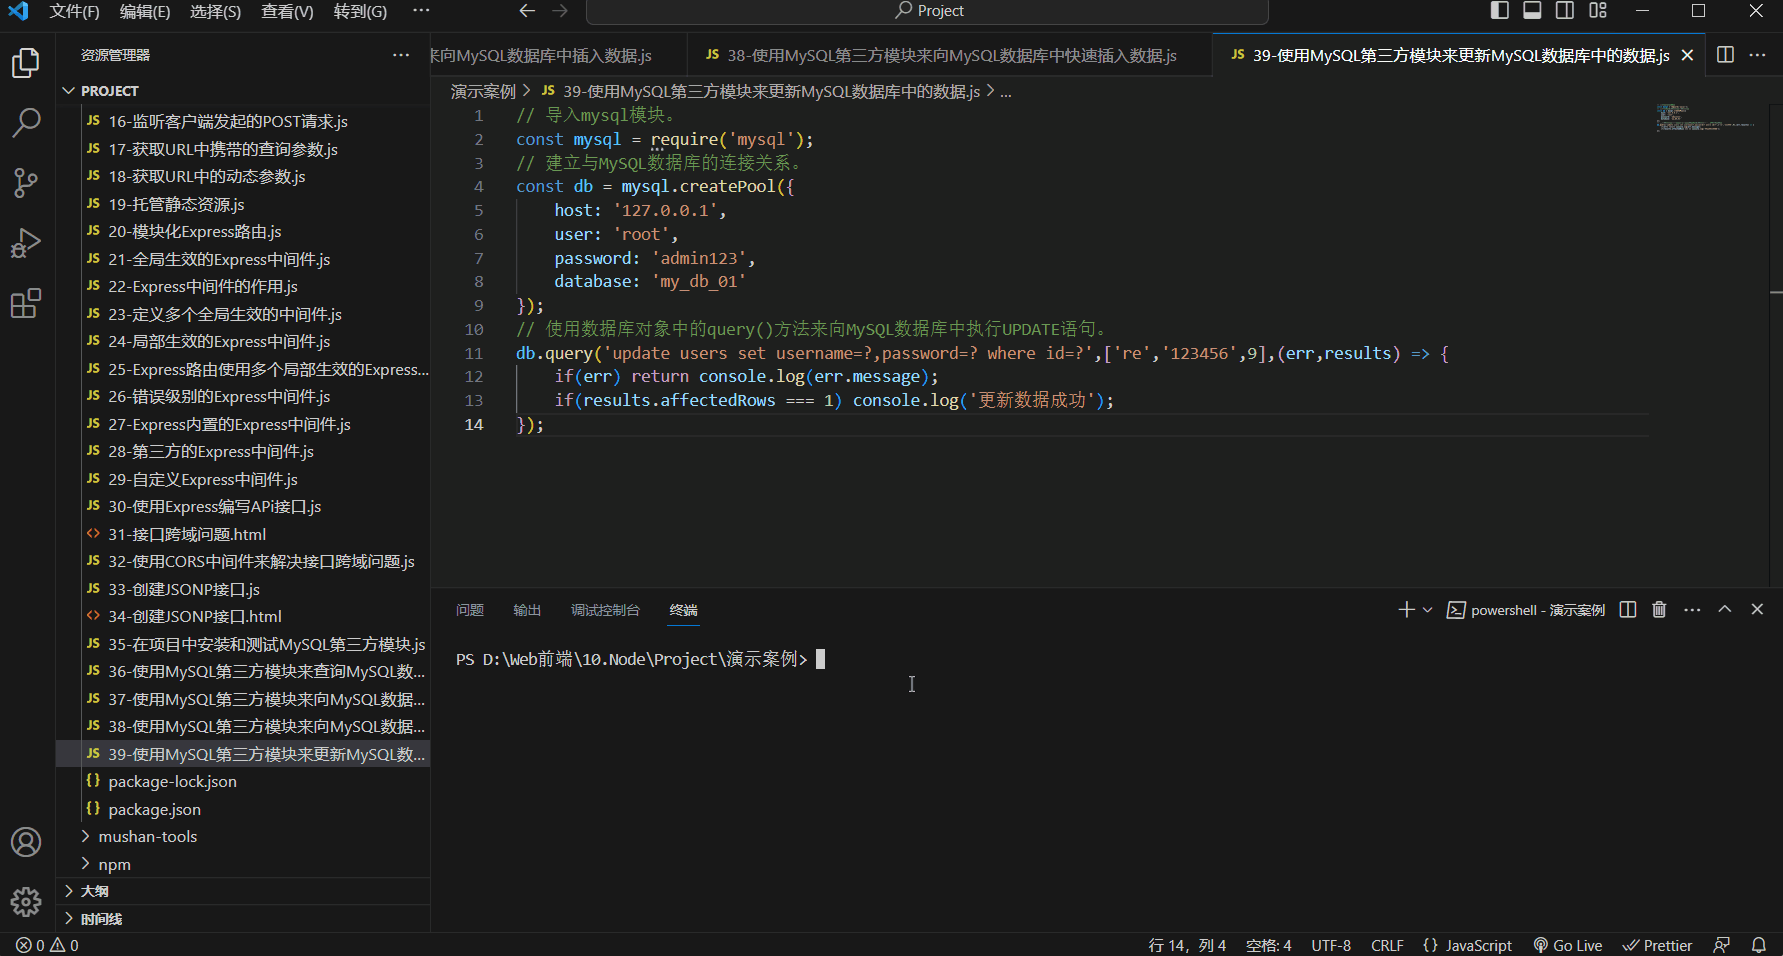 文件(F) 编辑(E) 选择(S) 查看(V) 转到(G) ··· Project
资源管理器 ···
来向MySQL数据库中插入数据.js
JS 38-使用MySQL第三方模块来向MySQL数据库中快速插入数据.js
JS 39-使用MySQL第三方模块来更新MySQL数据库中的数据.js
PROJECT
JS 16-监听客户端发起的POST请求.js
JS 17-获取URL中携带的查询参数.js
JS 18-获取URL中的动态参数.js
JS 19-托管静态资源.js
JS 20-模块化Express路由.js
JS 21-全局生效的Express中间件.js
JS 22-Express中间件的作用.js
JS 23-定义多个全局生效的中间件.js
JS 24-局部生效的Express中间件.js
JS 25-Express路由使用多个局部生效的Express...
JS 26-错误级别的Express中间件.js
JS 27-Express内置的Express中间件.js
JS 28-第三方的Express中间件.js
JS 29-自定义Express中间件.js
JS 30-使用Express编写APi接口.js
<> 31-接口跨域问题.html
JS 32-使用CORS中间件来解决接口跨域问题.js
JS 33-创建JSONP接口.js
<> 34-创建JSONP接口.html
JS 35-在项目中安装和测试MySQL第三方模块.js
JS 36-使用MySQL第三方模块来查询MySQL数...
JS 37-使用MySQL第三方模块来向MySQL数据...
JS 38-使用MySQL第三方模块来向MySQL数据...
JS 39-使用MySQL第三方模块来更新MySQL数...
{} package-lock.json
{} package.json
mushan-tools
npm
大纲
时间线
演示案例 > JS 39-使用MySQL第三方模块来更新MySQL数据库中的数据.js > ...
1 // 导入mysql模块。
2 const mysql = require('mysql');
3 // 建立与MySQL数据库的连接关系。
4 const db = mysql.createPool({
5 host: '127.0.0.1',
6 user: 'root',
7 password: 'admin123',
8 database: 'my_db_01'
9 });
10 // 使用数据库对象中的query()方法来向MySQL数据库中执行UPDATE语句。
11 db.query('update users set username=?,password=? where id=?',['re','123456',9],(err,results) => {
12 if(err) return console.log(err.message);
13 if(results.affectedRows === 1) console.log('更新数据成功');
14 });
问题 输出 调试控制台 终端
powershell - 演示案例
PS D:\Web前端\10.Node\Project\演示案例>
0 0
行 14，列 4 空格: 4 UTF-8 CRLF {} JavaScript Go Live Prettier